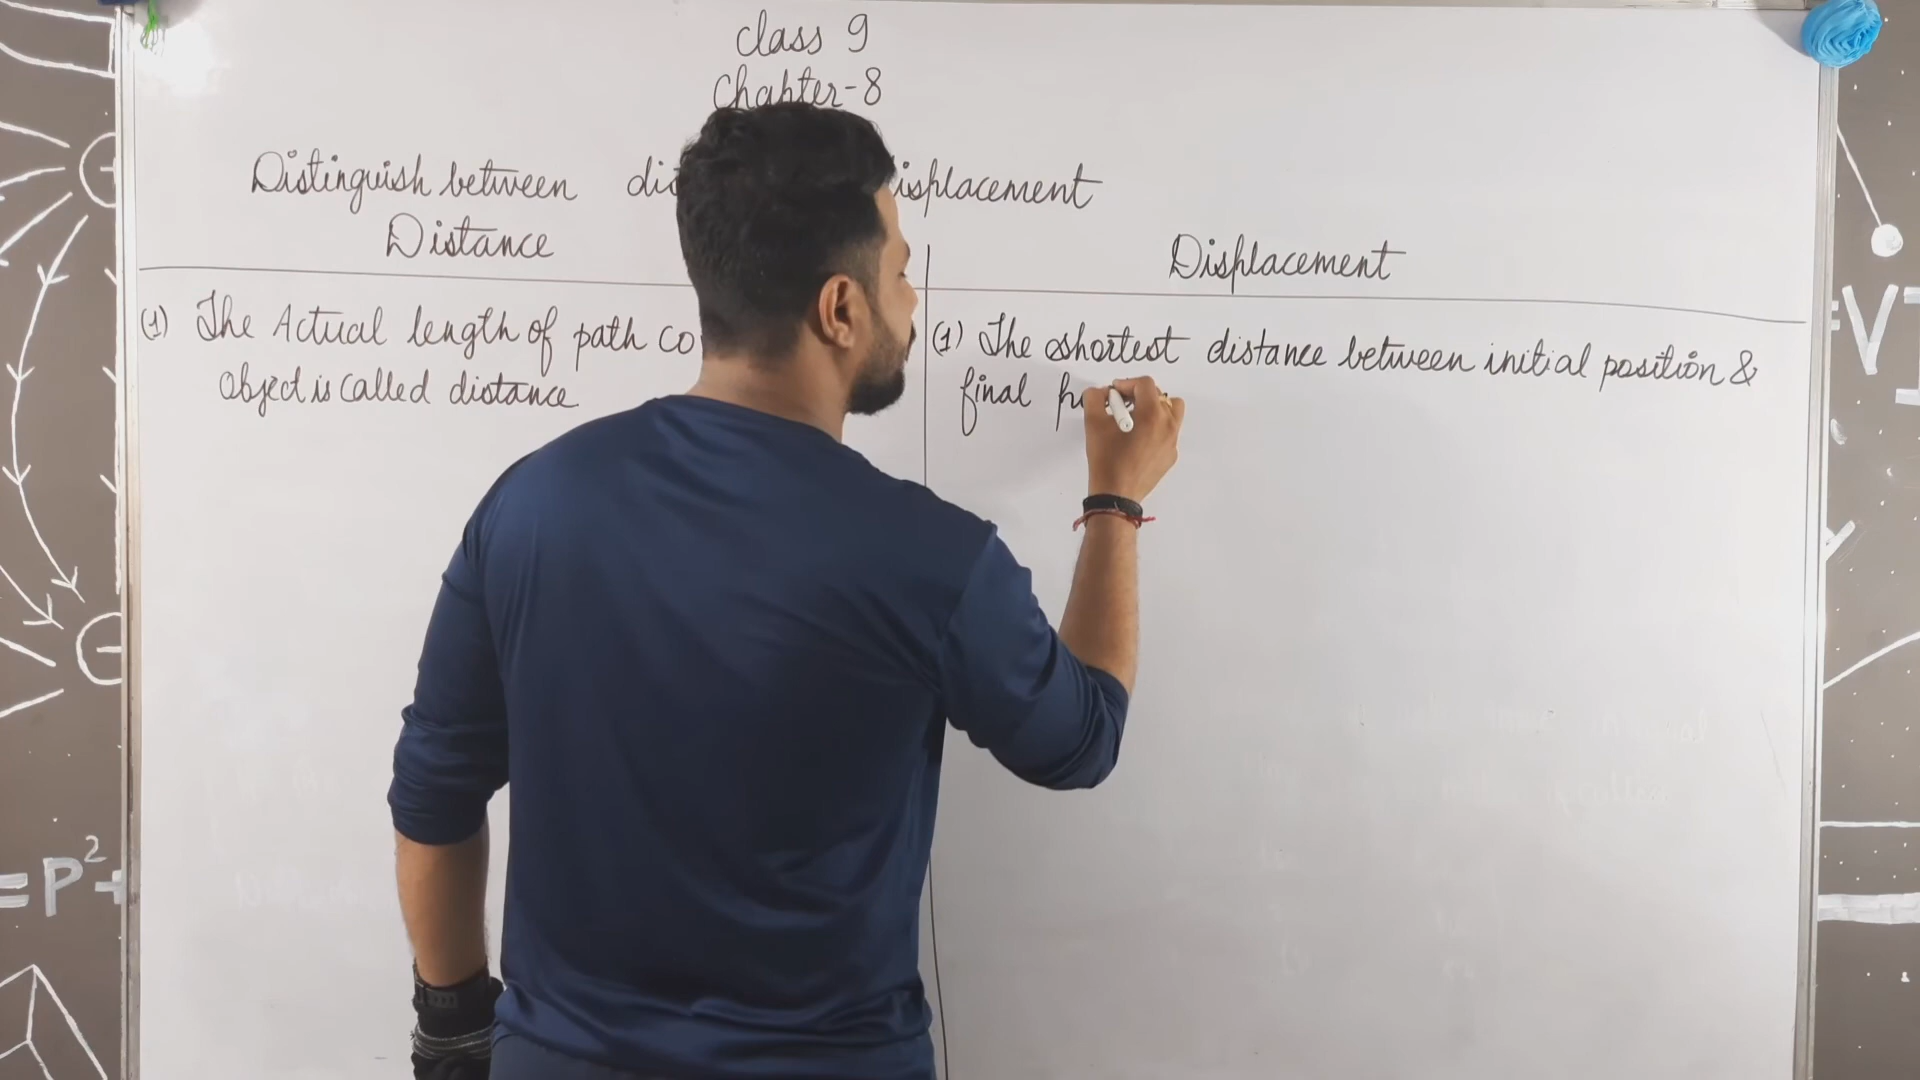 class 9
Chapter-8
Distinguish between isplacement
Distance
Displacement
(1) The Actual length of path co
Object is called distance
(1) The shortest distance between initial position &
final
=P²+
=V